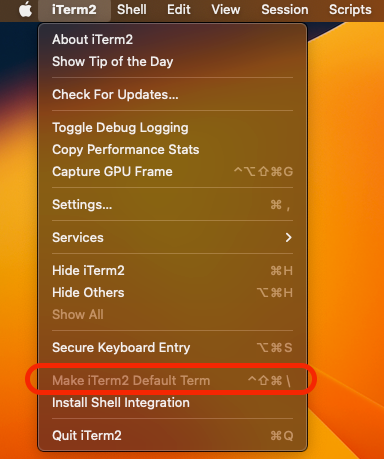 iTerm2 Shell Edit View Session Scripts
About iTerm2
Show Tip of the Day
Check For Updates...
Toggle Debug Logging
Copy Performance Stats
Capture GPU Frame ^⌥⇧⌘G
Settings... ⌘ ,
Services >
Hide iTerm2 ⌘H
Hide Others ⌥⌘H
Show All
Secure Keyboard Entry ⌥⌘S
Make iTerm2 Default Term ^⇧⌘\
Install Shell Integration
Quit iTerm2 ⌘Q